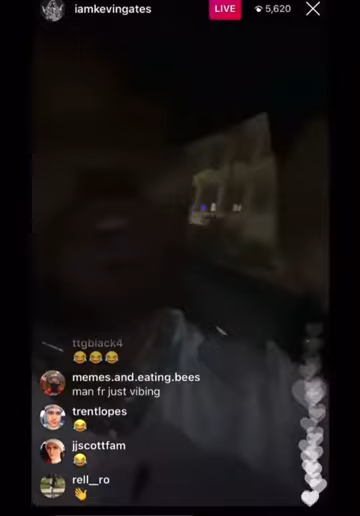 iamkevingates
LIVE
5,620
ttgblack4
😂😂😂
memes.and.eating.bees
man fr just vibing
trentlopes
😂
jjscottfam
😂
rell__ro
👋